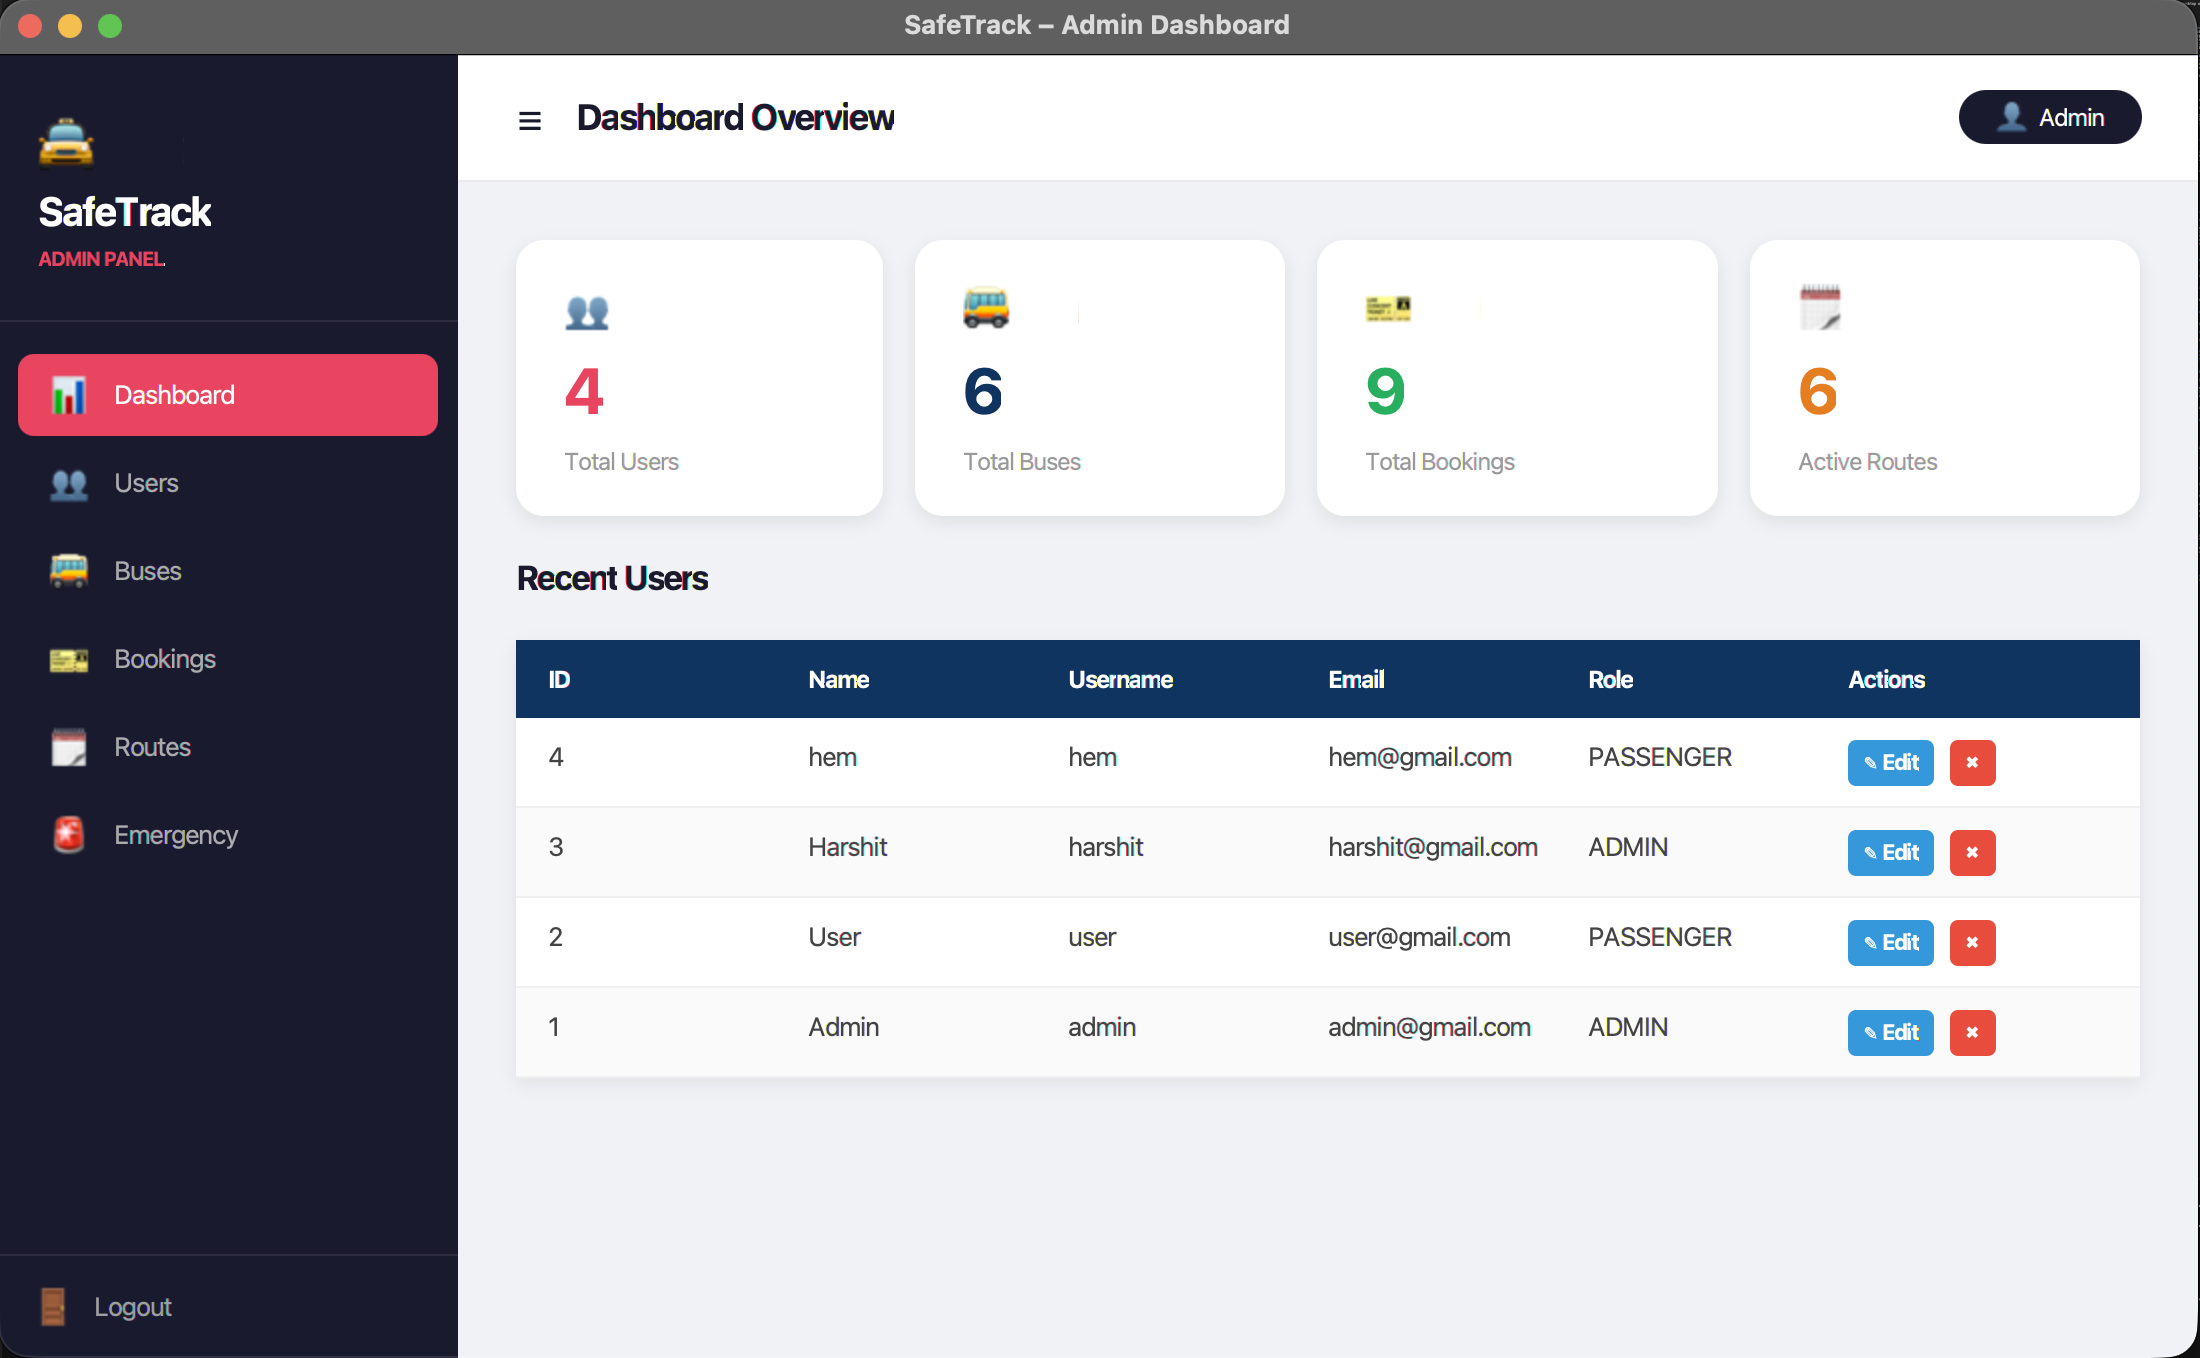 SafeTrack – Admin Dashboard
SafeTrack
ADMIN PANEL
Dashboard
Users
Buses
Bookings
Routes
Emergency
Logout
Dashboard Overview
Admin
4
Total Users
6
Total Buses
9
Total Bookings
6
Active Routes
Recent Users
ID Name Username Email Role Actions
4 hem hem hem@gmail.com PASSENGER ✎ Edit ✖
3 Harshit harshit harshit@gmail.com ADMIN ✎ Edit ✖
2 User user user@gmail.com PASSENGER ✎ Edit ✖
1 Admin admin admin@gmail.com ADMIN ✎ Edit ✖